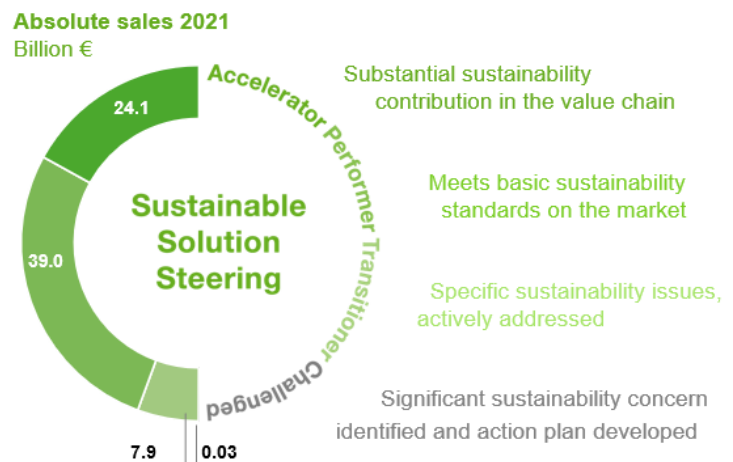 Absolute sales 2021
Billion €
24.1
39.0
7.9
0.03
Sustainable
Solution
Steering
Accelerator
Performer
Transitioner
Challenged
Substantial sustainability
contribution in the value chain
Meets basic sustainability
standards on the market
Specific sustainability issues,
actively addressed
Significant sustainability concern
identified and action plan developed